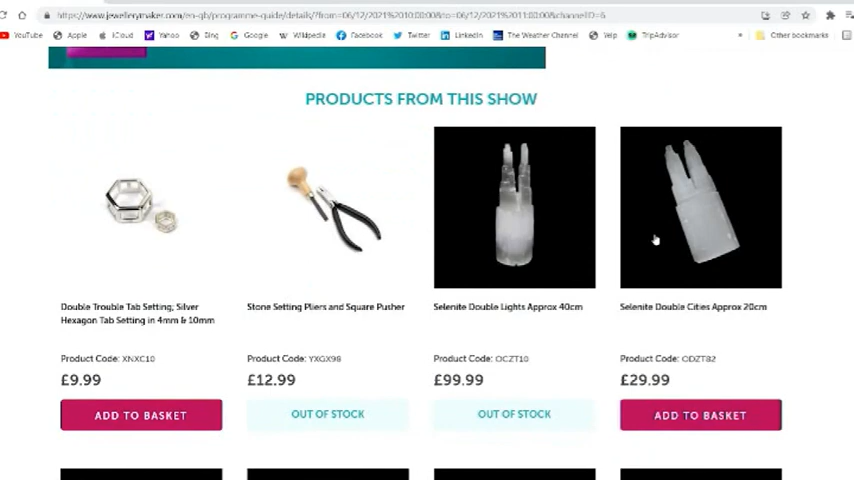 https://www.jewellerymaker.com/en-gb/programme-guide/details/?from=06/12/2021%2010:00:00&to=06/12/2021%2011:00:00&channelID=6
YouTube Apple iCloud Yahoo Bing Google Wikipedia Facebook Twitter LinkedIn The Weather Channel Yelp TripAdvisor » Other bookmarks
PRODUCTS FROM THIS SHOW
Double Trouble Tab Setting; Silver
Hexagon Tab Setting in 4mm & 10mm
Product Code: XNXC10
£9.99
ADD TO BASKET
Stone Setting Pliers and Square Pusher
Product Code: YXGX98
£12.99
OUT OF STOCK
Selenite Double Lights Approx 40cm
Product Code: OCZT10
£99.99
OUT OF STOCK
Selenite Double Cities Approx 20cm
Product Code: ODZT82
£29.99
ADD TO BASKET